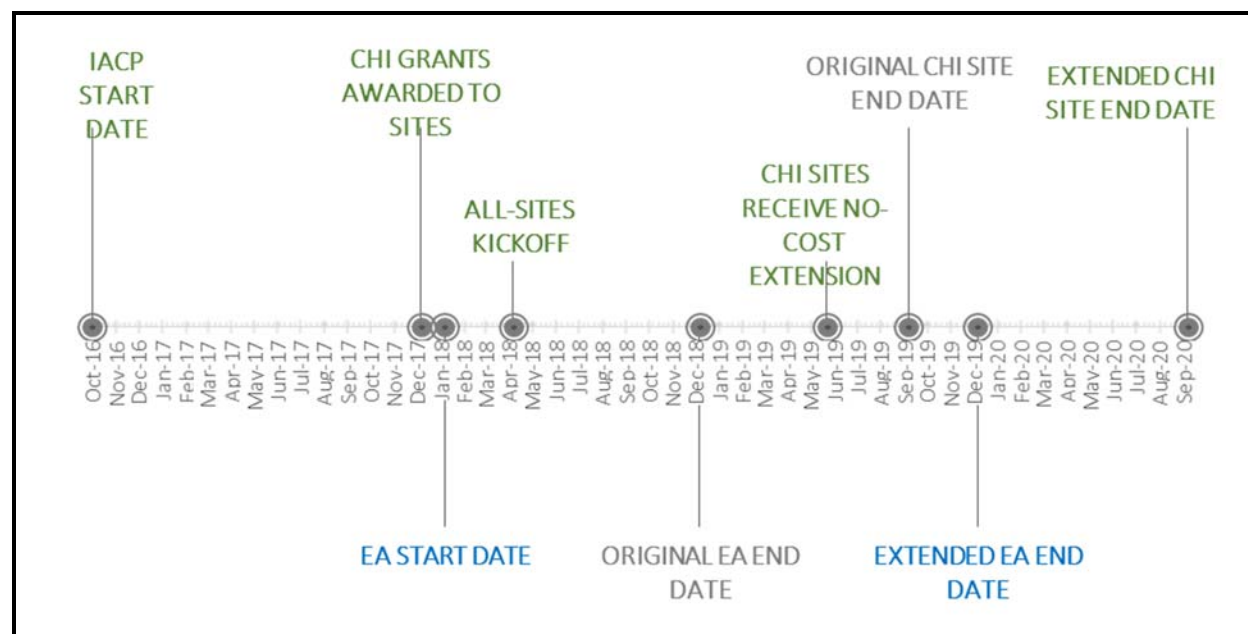 IACP
START
DATE
CHI GRANTS
AWARDED TO
SITES
ALL-SITES
KICKOFF
CHI SITES
RECEIVE NO-
COST
EXTENSION
ORIGINAL CHI SITE
END DATE
EXTENDED CHI
SITE END DATE
Oct-16
Nov-16
Dec-16
Jan-17
Feb-17
Mar-17
Apr-17
May-17
Jun-17
Jul-17
Aug-17
Sep-17
Oct-17
Nov-17
Dec-17
Jan-18
Feb-18
Mar-18
Apr-18
May-18
Jun-18
Jul-18
Aug-18
Sep-18
Oct-18
Nov-18
Dec-18
Jan-19
Feb-19
Mar-19
Apr-19
May-19
Jun-19
Jul-19
Aug-19
Sep-19
Oct-19
Nov-19
Dec-19
Jan-20
Feb-20
Mar-20
Apr-20
May-20
Jun-20
Jul-20
Aug-20
Sep-20
EA START DATE
ORIGINAL EA END
DATE
EXTENDED EA END
DATE